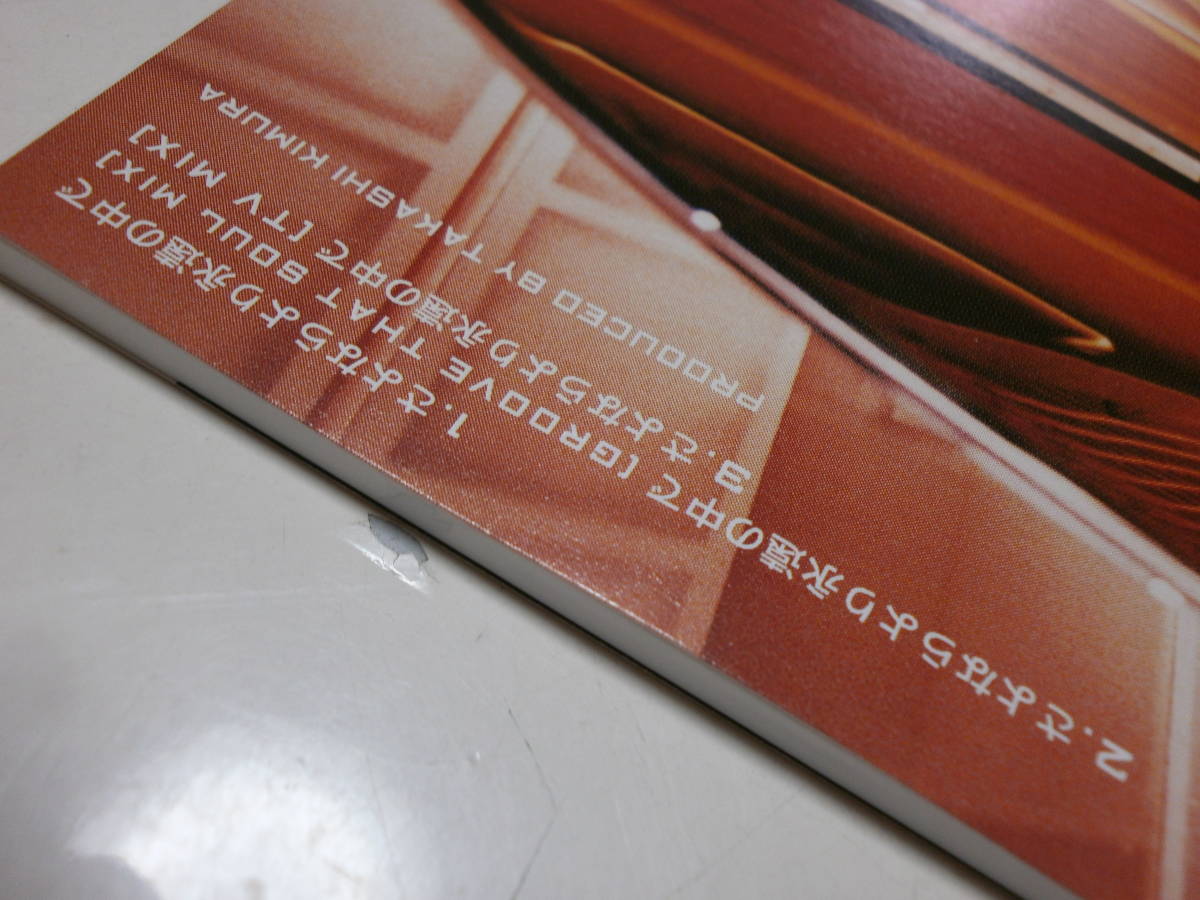 1.さよならより永遠の中で
2.さよならより永遠の中で [GROOVE THAT SOUL MIX]
3.さよならより永遠の中で [TV MIX]
PRODUCED BY TAKASHI KIMURA